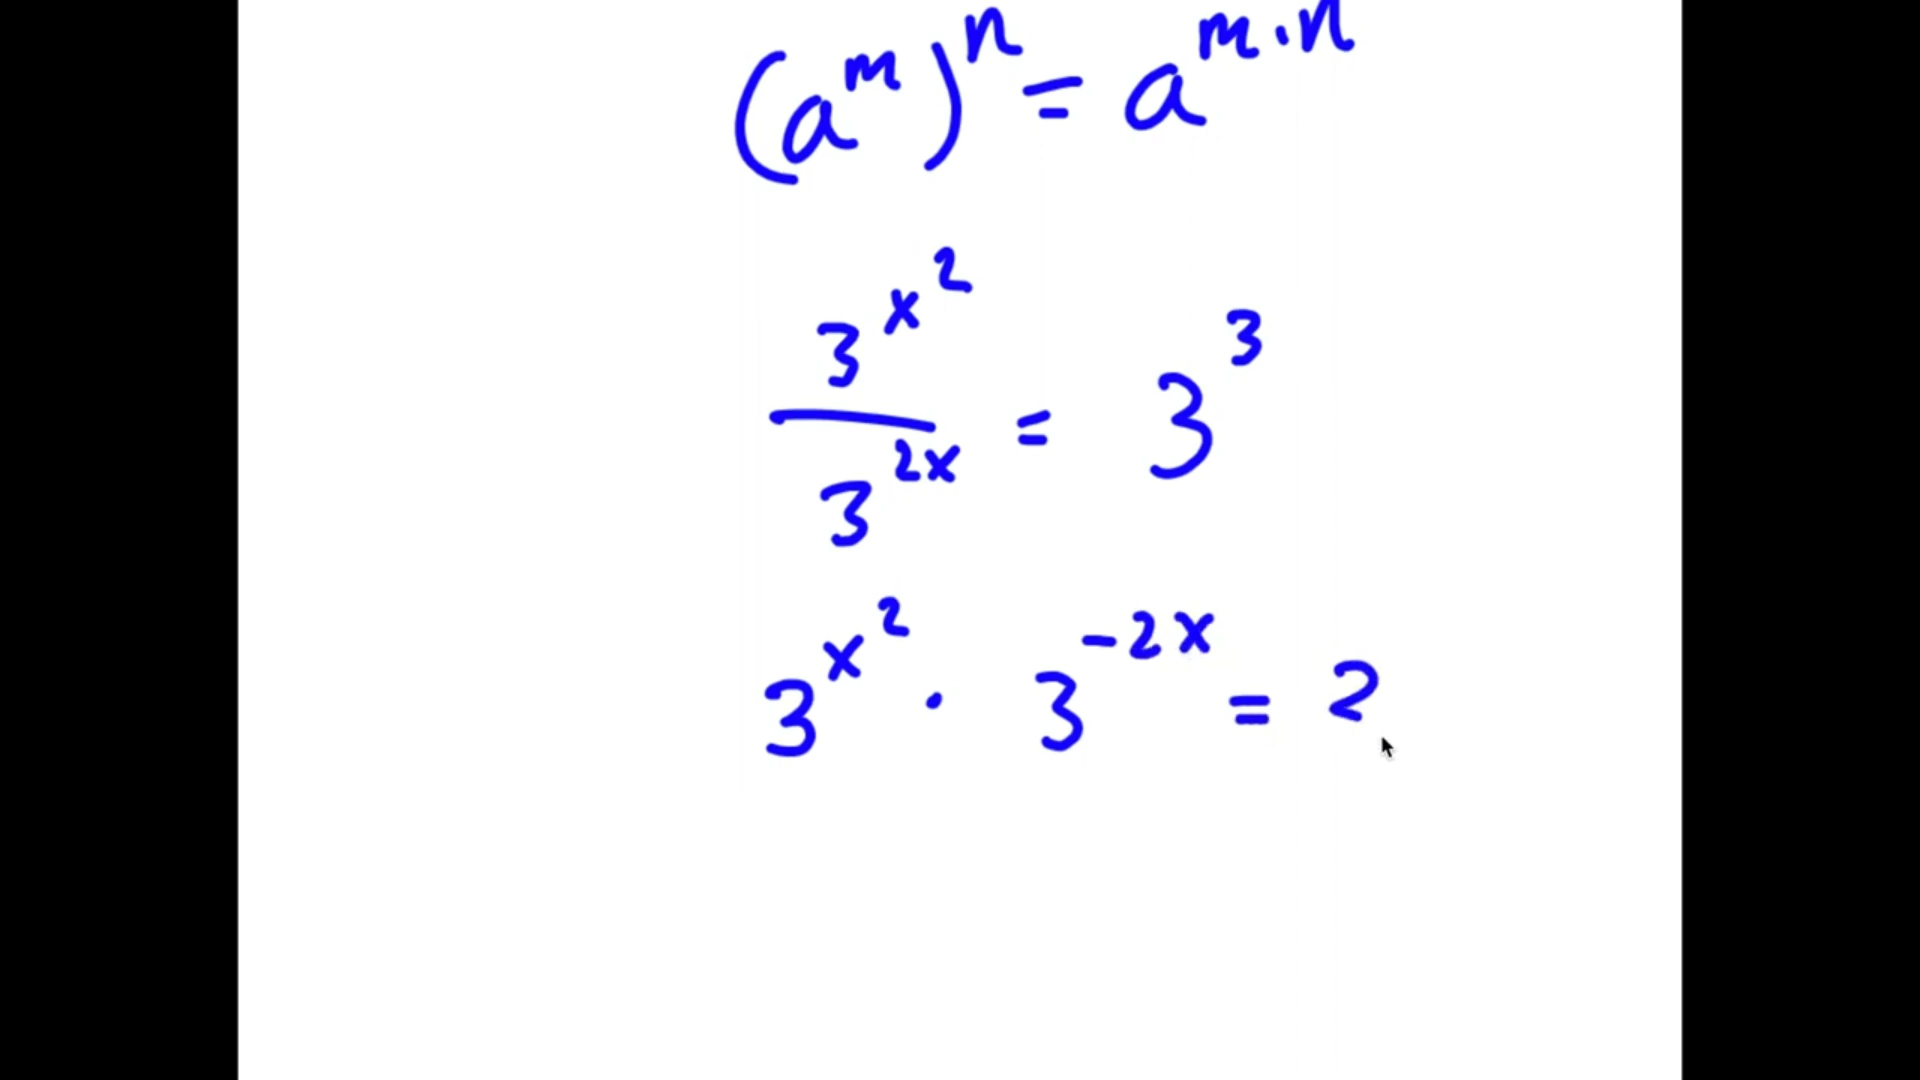 (a^m)^n = a^{m·n}
3^{x^2} / 3^{2x} = 3^3
3^{x^2} · 3^{-2x} = 2